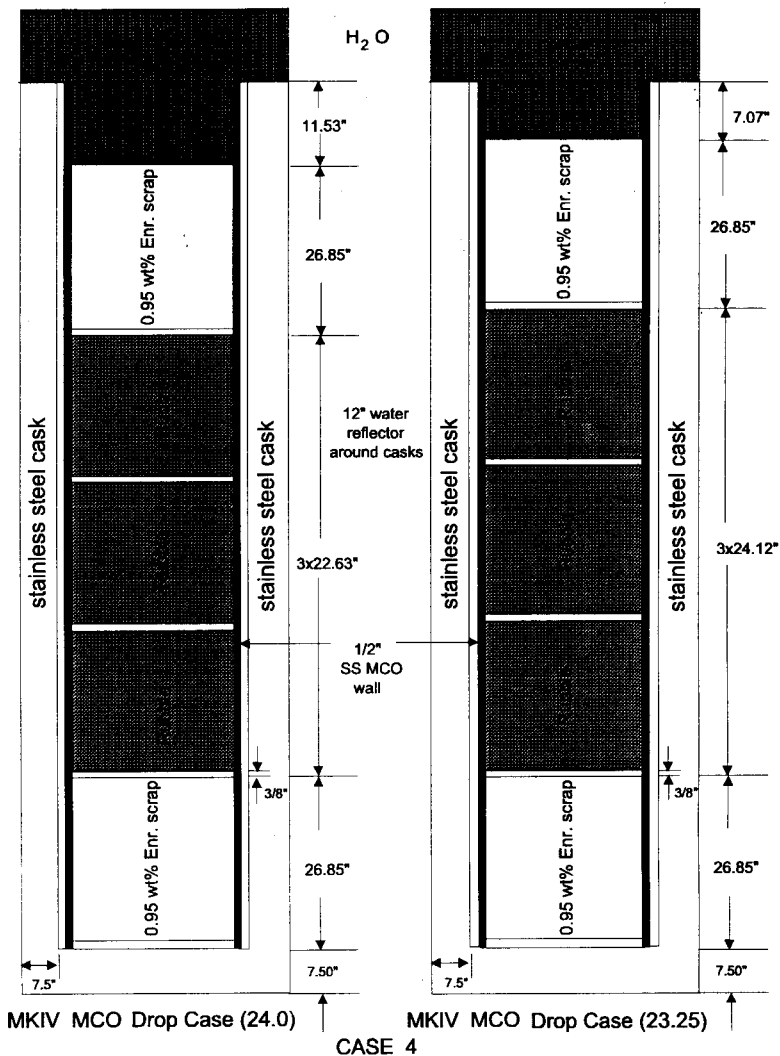 H₂O
11.53"
26.85"
0.95 wt% Enr. scrap
stainless steel cask
stainless steel cask
3x22.63"
3/8"
0.95 wt% Enr. scrap
26.85"
7.50"
7.5"
MKIV MCO Drop Case (24.0)
12" water
reflector
around casks
1/2"
SS MCO
wall
7.07"
26.85"
0.95 wt% Enr. scrap
stainless steel cask
stainless steel cask
3x24.12"
3/8"
0.95 wt% Enr. scrap
26.85"
7.50"
7.5"
MKIV MCO Drop Case (23.25)
CASE 4